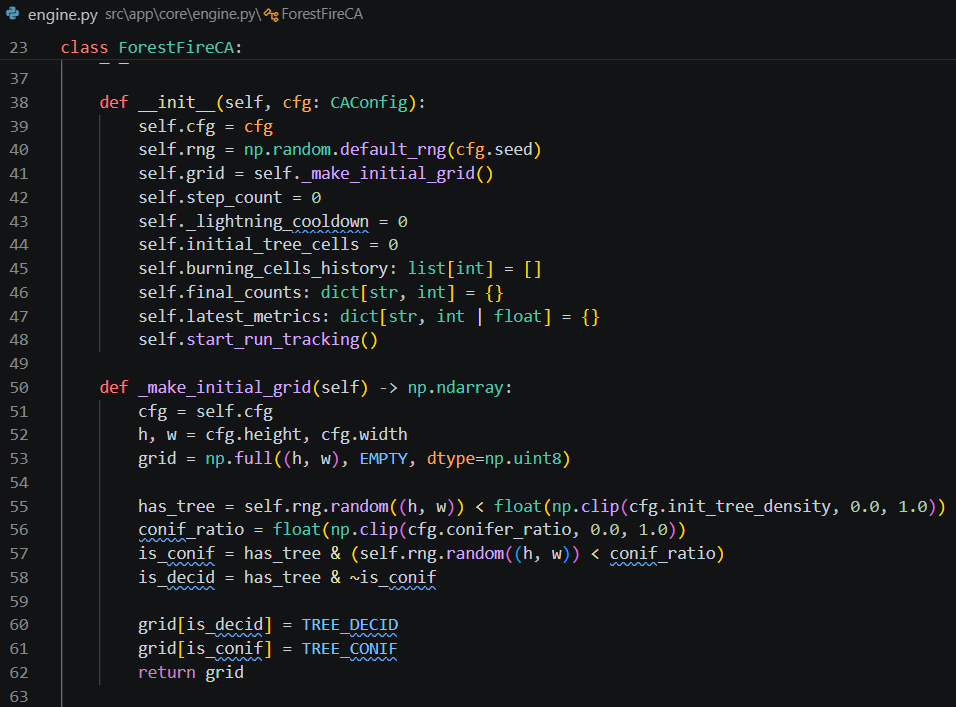 engine.py src\app\core\engine.py\ForestFireCA
23 class ForestFireCA:
37
38 def __init__(self, cfg: CAConfig):
39 self.cfg = cfg
40 self.rng = np.random.default_rng(cfg.seed)
41 self.grid = self._make_initial_grid()
42 self.step_count = 0
43 self._lightning_cooldown = 0
44 self.initial_tree_cells = 0
45 self.burning_cells_history: list[int] = []
46 self.final_counts: dict[str, int] = {}
47 self.latest_metrics: dict[str, int | float] = {}
48 self.start_run_tracking()
49
50 def _make_initial_grid(self) -> np.ndarray:
51 cfg = self.cfg
52 h, w = cfg.height, cfg.width
53 grid = np.full((h, w), EMPTY, dtype=np.uint8)
54
55 has_tree = self.rng.random((h, w)) < float(np.clip(cfg.init_tree_density, 0.0, 1.0))
56 conif_ratio = float(np.clip(cfg.conifer_ratio, 0.0, 1.0))
57 is_conif = has_tree & (self.rng.random((h, w)) < conif_ratio)
58 is_decid = has_tree & ~is_conif
59
60 grid[is_decid] = TREE_DECID
61 grid[is_conif] = TREE_CONIF
62 return grid
63